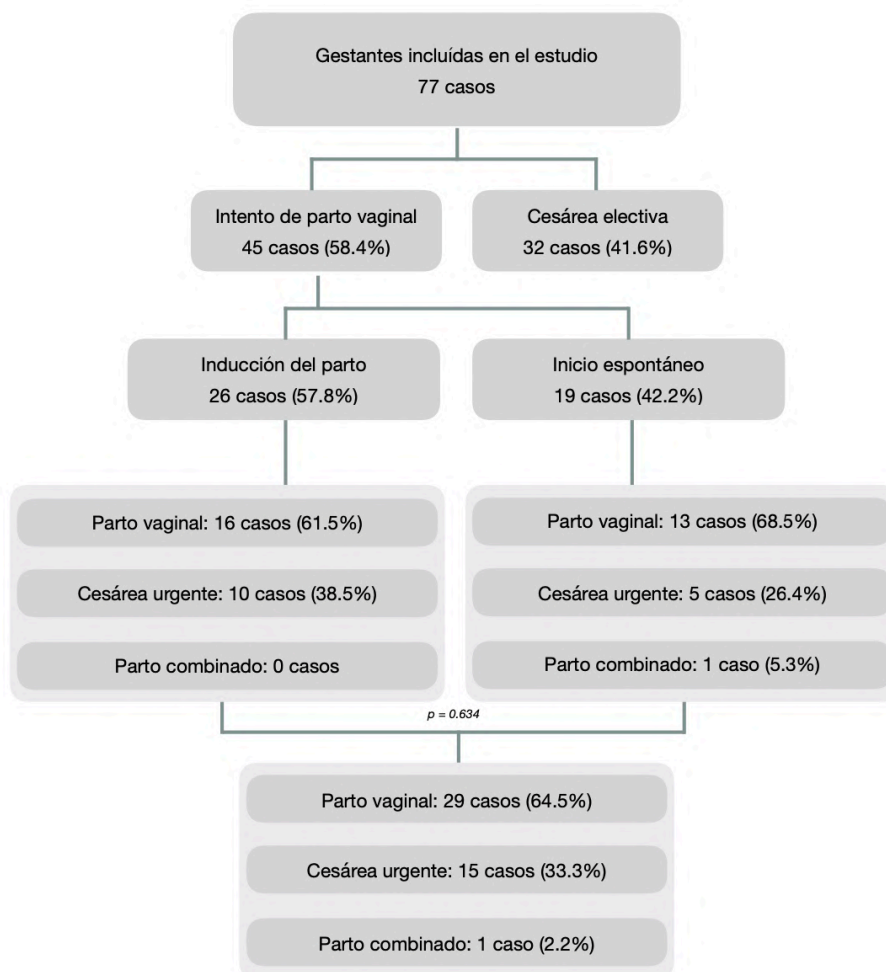 Gestantes incluídas en el estudio
77 casos
Intento de parto vaginal
45 casos (58.4%)
Cesárea electiva
32 casos (41.6%)
Inducción del parto
26 casos (57.8%)
Inicio espontáneo
19 casos (42.2%)
Parto vaginal: 16 casos (61.5%)
Cesárea urgente: 10 casos (38.5%)
Parto combinado: 0 casos
Parto vaginal: 13 casos (68.5%)
Cesárea urgente: 5 casos (26.4%)
Parto combinado: 1 caso (5.3%)
p = 0.634
Parto vaginal: 29 casos (64.5%)
Cesárea urgente: 15 casos (33.3%)
Parto combinado: 1 caso (2.2%)